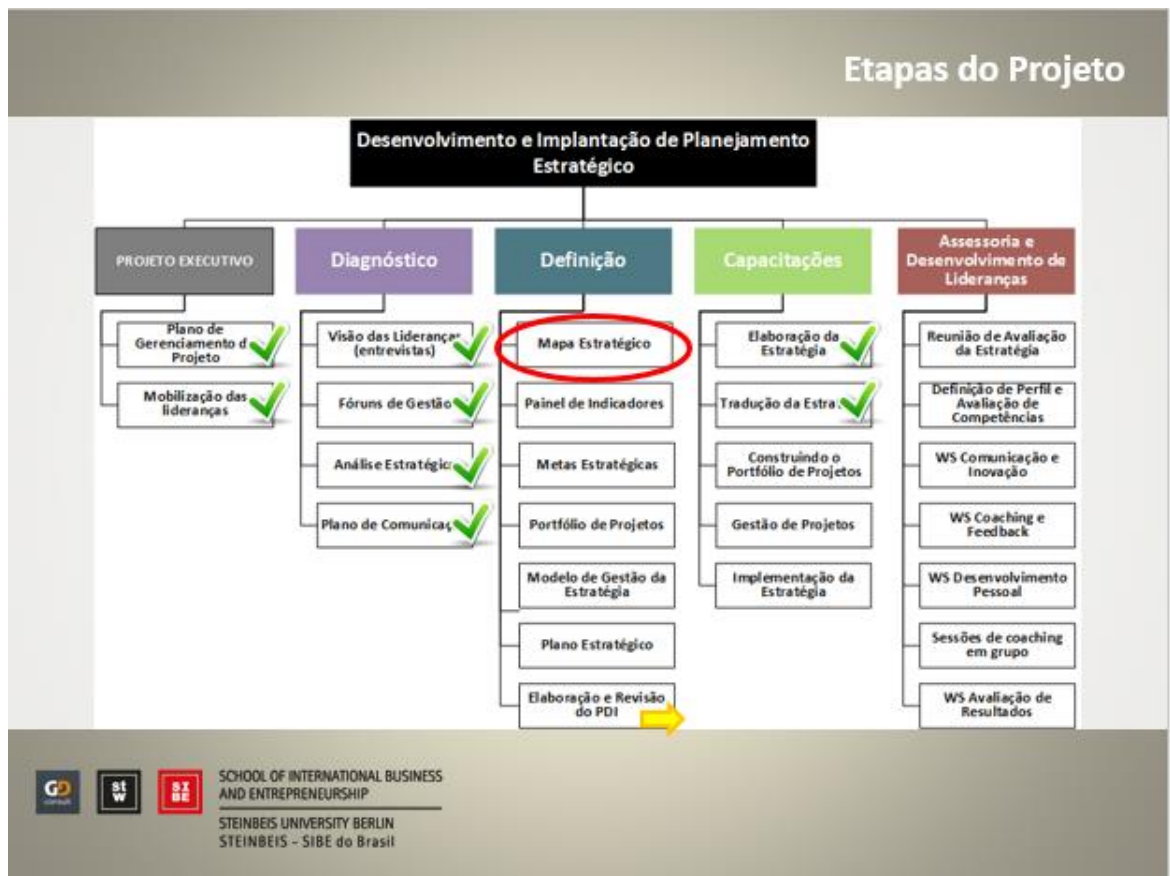 Etapas do Projeto
Desenvolvimento e Implantação de Planejamento
Estratégico
PROJETO EXECUTIVO
Plano de
Gerenciamento d
Projeto
Mobilização das
lideranças
Diagnóstico
Visão das Lideranças
(entrevistas)
Fóruns de Gestão
Análise Estratégic
Plano de Comunicaç
Definição
Mapa Estratégico
Painel de Indicadores
Metas Estratégicas
Portfólio de Projetos
Modelo de Gestão da
Estratégia
Plano Estratégico
Elaboração e Revisão
do PDI
Capacitações
Elaboração da
Estratégia
Tradução da Estra
Construindo o
Portfólio de Projetos
Gestão de Projetos
Implementação da
Estratégia
Assessoria e
Desenvolvimento de
Lideranças
Reunião de Avaliação
da Estratégia
Definição de Perfil e
Avaliação de
Competências
WS Comunicação e
Inovação
WS Coaching e
Feedback
WS Desenvolvimento
Pessoal
Sessões de coaching
em grupo
WS Avaliação de
Resultados
GD
consult
st
w
SI
BE
SCHOOL OF INTERNATIONAL BUSINESS
AND ENTREPRENEURSHIP
STEINBEIS UNIVERSITY BERLIN
STEINBEIS – SIBE do Brasil